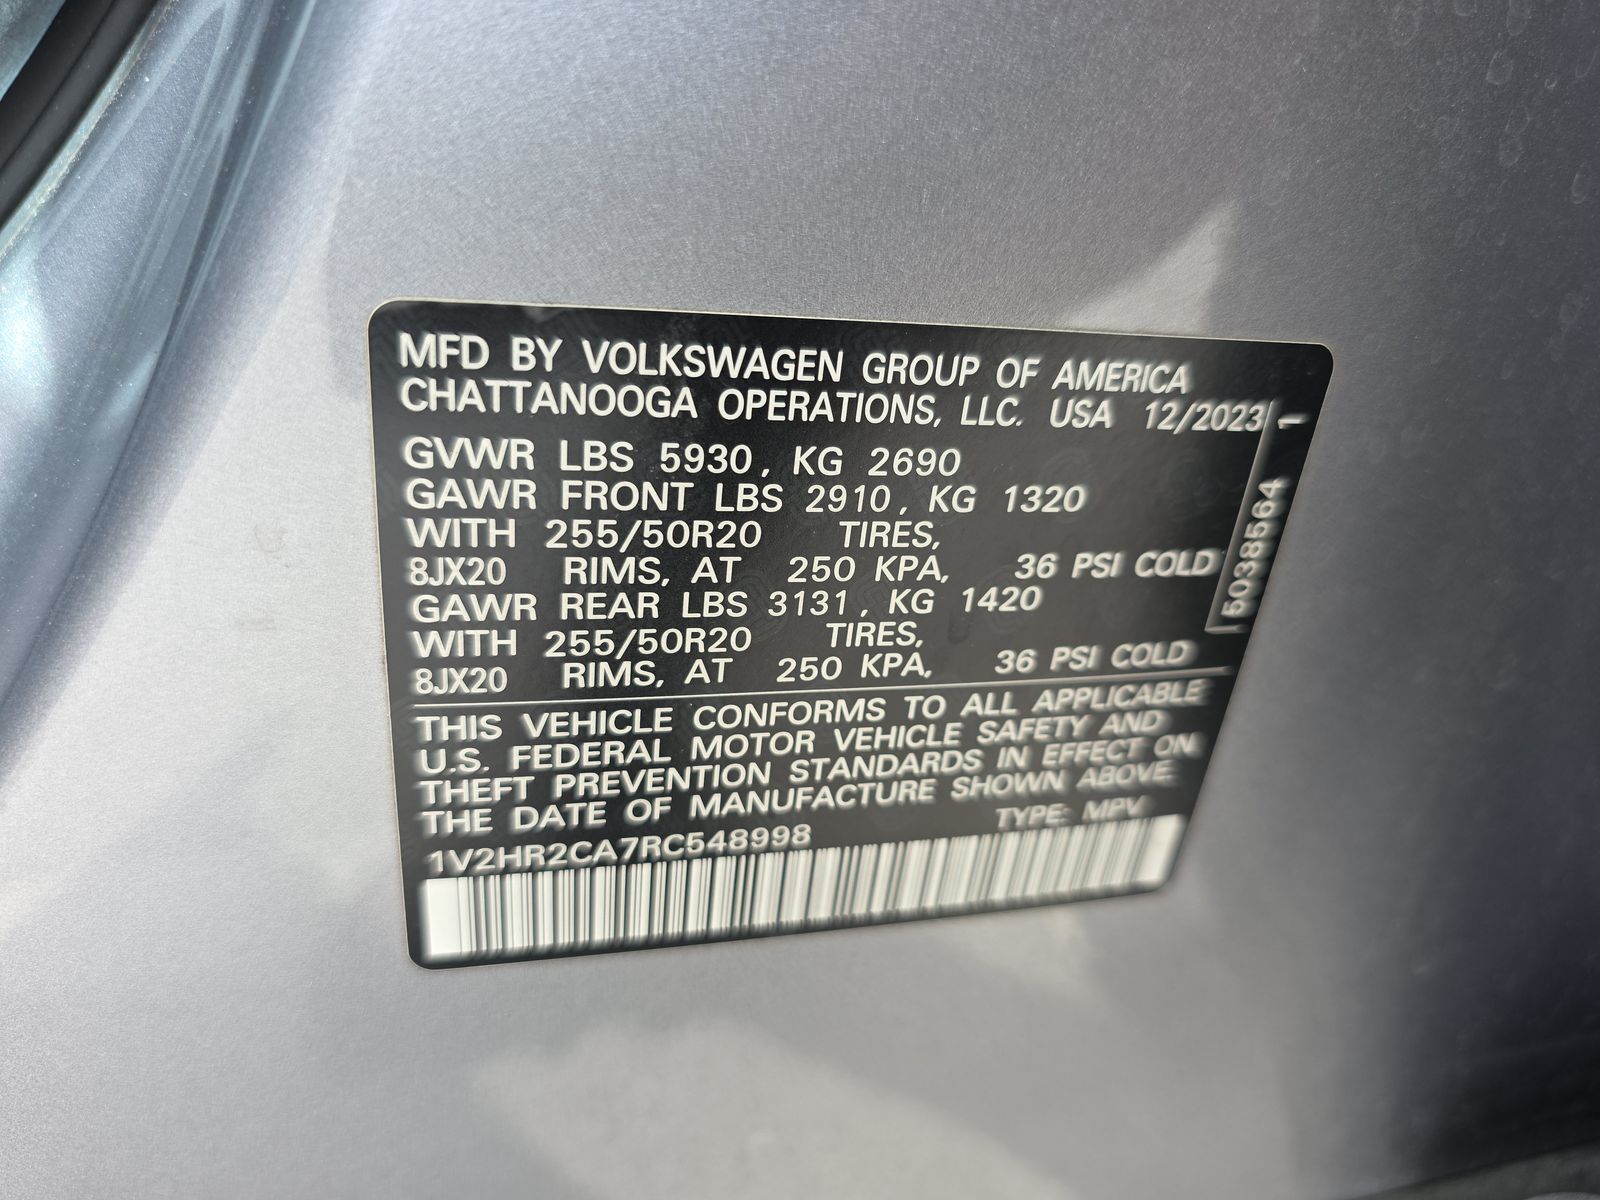 MFD BY VOLKSWAGEN GROUP OF AMERICA
CHATTANOOGA OPERATIONS, LLC. USA 12/2023
GVWR LBS 5930, KG 2690
GAWR FRONT LBS 2910, KG 1320
WITH 255/50R20 TIRES,
8JX20 RIMS, AT 250 KPA, 36 PSI COLD
GAWR REAR LBS 3131, KG 1420
WITH 255/50R20 TIRES,
8JX20 RIMS, AT 250 KPA, 36 PSI COLD
5038564 1
THIS VEHICLE CONFORMS TO ALL APPLICABLE
U.S. FEDERAL MOTOR VEHICLE SAFETY AND
THEFT PREVENTION STANDARDS IN EFFECT ON
THE DATE OF MANUFACTURE SHOWN ABOVE.
1V2HR2CA7RC548998 TYPE: MPV